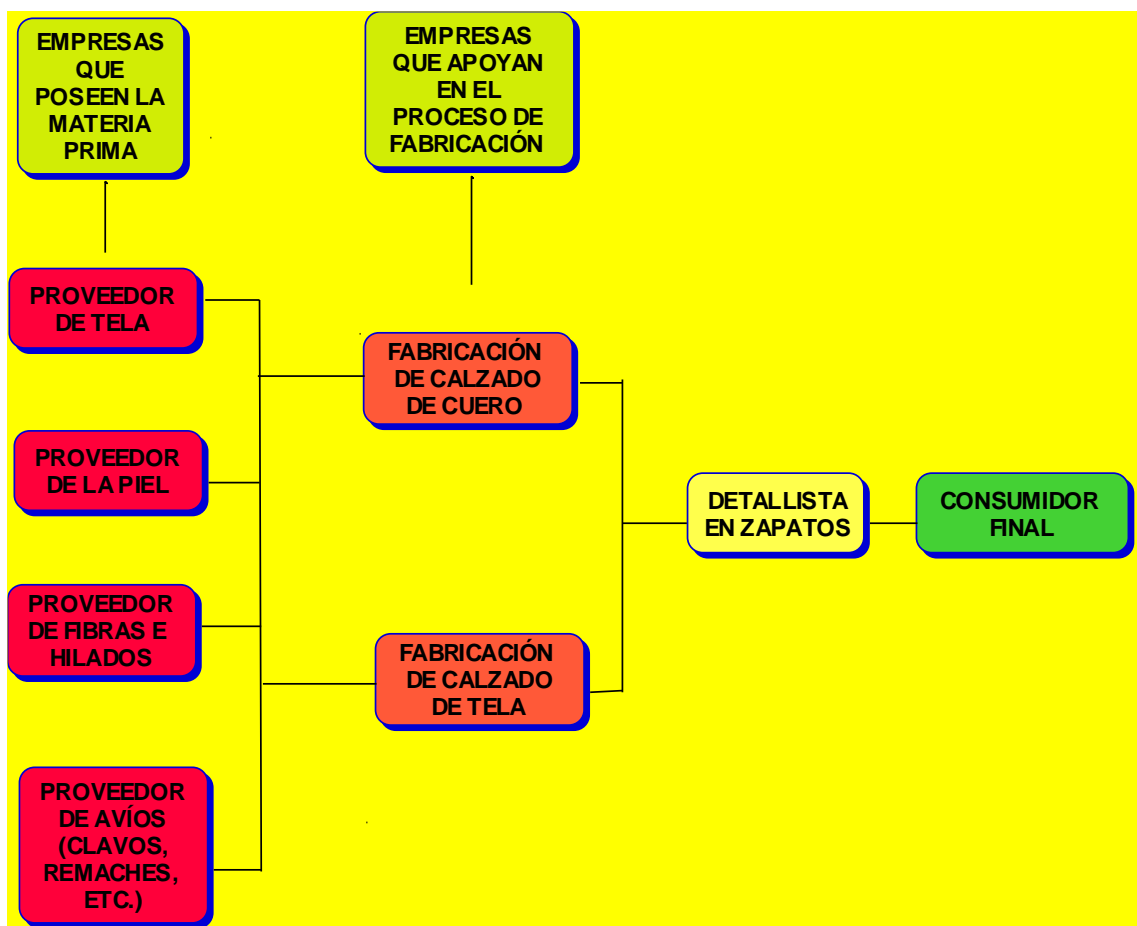 EMPRESAS
QUE
POSEEN LA
MATERIA
PRIMA
EMPRESAS
QUE APOYAN
EN EL
PROCESO DE
FABRICACIÓN
PROVEEDOR
DE TELA
PROVEEDOR
DE LA PIEL
PROVEEDOR
DE FIBRAS E
HILADOS
PROVEEDOR
DE AVÍOS
(CLAVOS,
REMACHES,
ETC.)
FABRICACIÓN
DE CALZADO
DE CUERO
FABRICACIÓN
DE CALZADO
DE TELA
DETALLISTA
EN ZAPATOS
CONSUMIDOR
FINAL